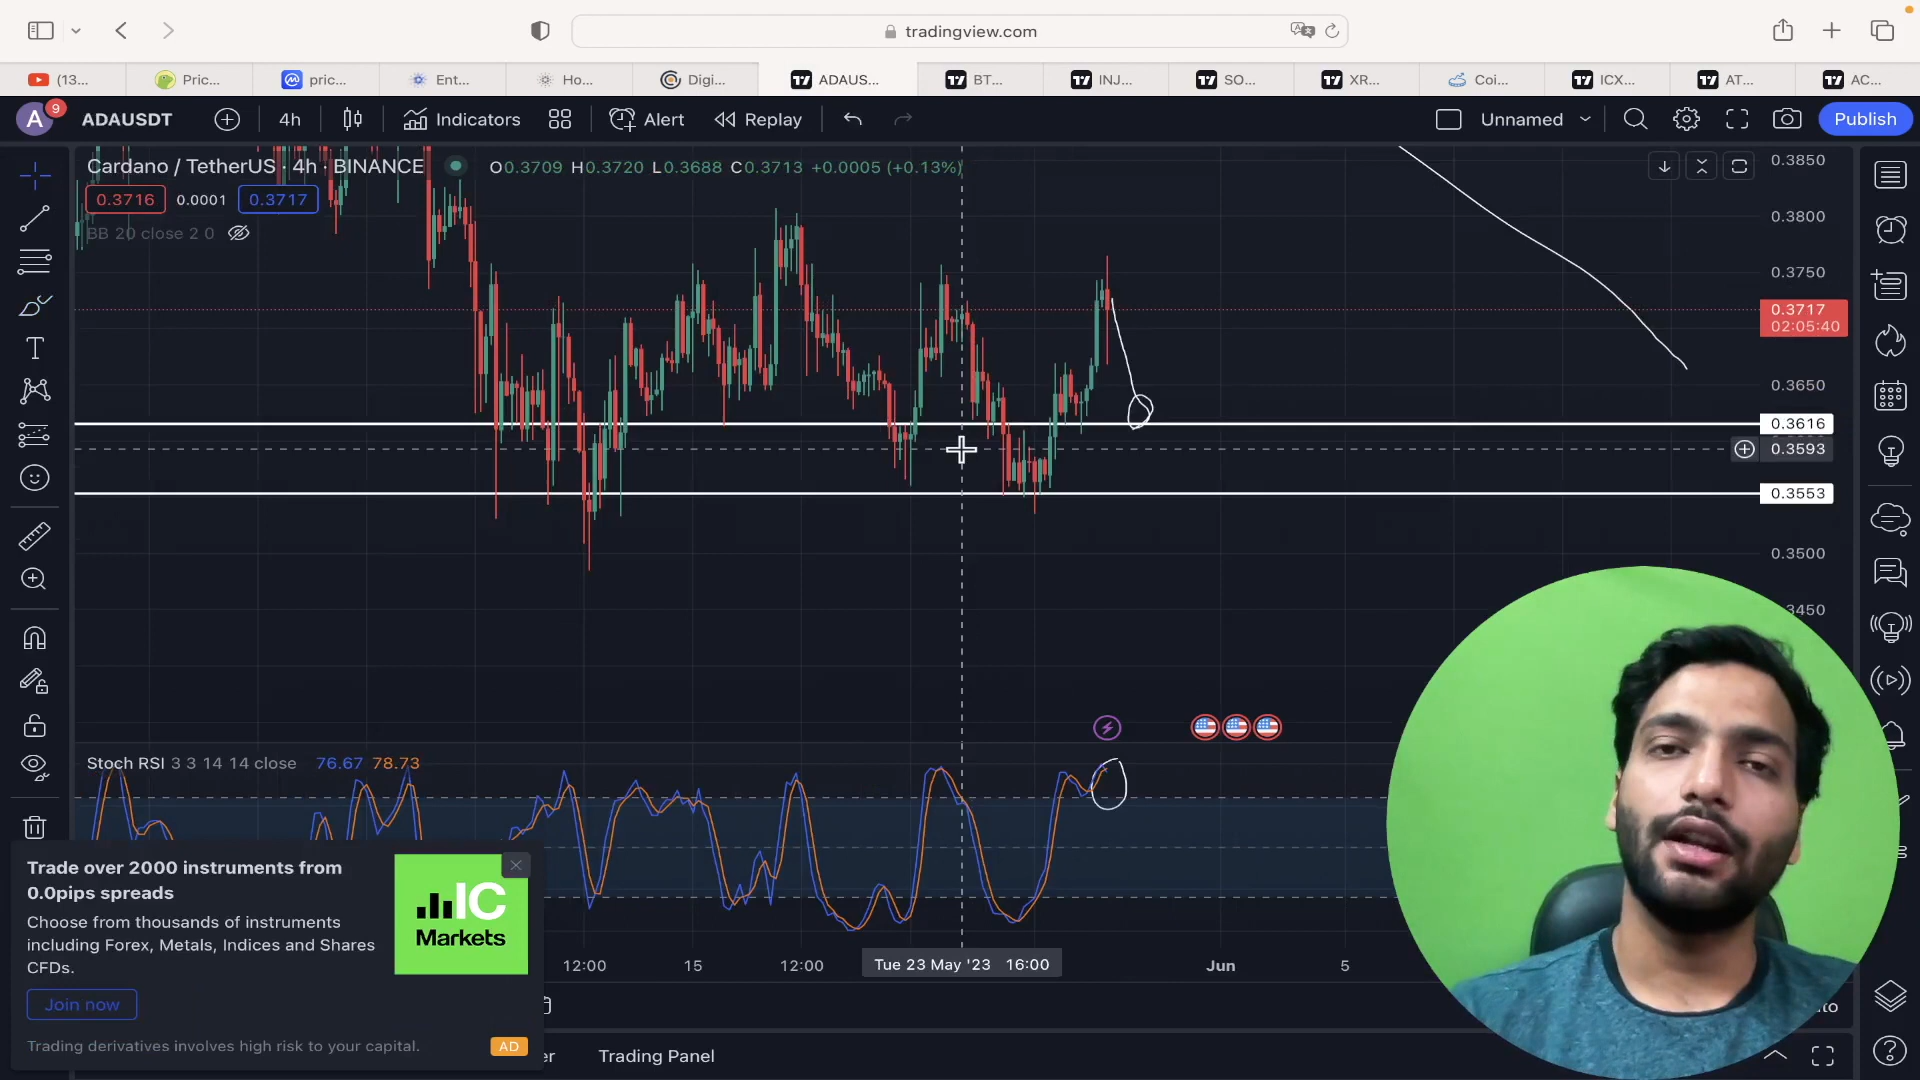 tradingview.com
(13... Pric... pric... Ent... Ho... Digi... ADAUS... BT... INJ... SO... XR... Coi... ICX... AT... AC...
A 9 ADAUSDT 4h Indicators Alert Replay Unnamed Publish
Cardano / TetherUS · 4h · BINANCE O0.3709 H0.3720 L0.3688 C0.3713 +0.0005 (+0.13%)
0.3716 0.0001 0.3717
BB 20 close 2 0
0.3850
0.3800
0.3750
0.3717
02:05:40
0.3650
0.3616
0.3593
0.3553
0.3500
Stoch RSI 3 3 14 14 close 76.67 78.73
Trade over 2000 instruments from
0.0pips spreads
Choose from thousands of instruments
including Forex, Metals, Indices and Shares
CFDs.
IC
Markets
Join now
Trading derivatives involves high risk to your capital. AD
12:00 15 12:00 Tue 23 May '23 16:00 Jun 5
Trading Panel